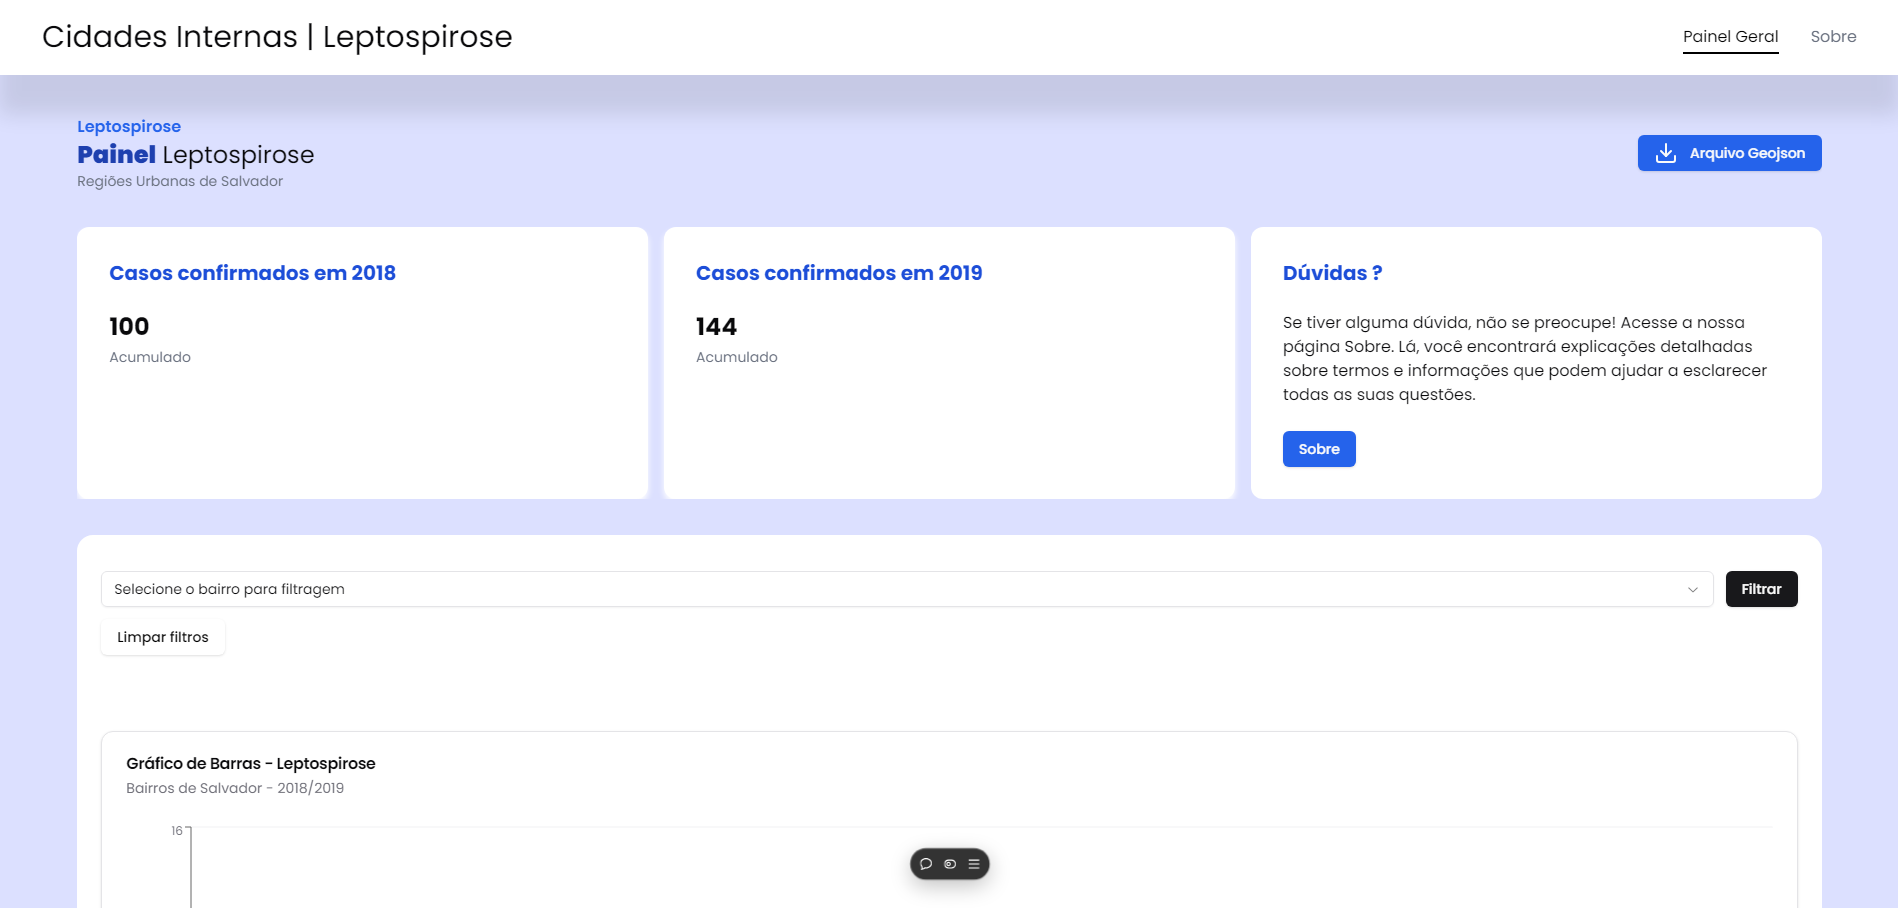 Cidades Internas | Leptospirose
Painel Geral
Sobre
Leptospirose
Painel Leptospirose
Regiões Urbanas de Salvador
Arquivo Geojson
Casos confirmados em 2018
100
Acumulado
Casos confirmados em 2019
144
Acumulado
Dúvidas ?
Se tiver alguma dúvida, não se preocupe! Acesse a nossa
página Sobre. Lá, você encontrará explicações detalhadas
sobre termos e informações que podem ajudar a esclarecer
todas as suas questões.
Sobre
Selecione o bairro para filtragem
Filtrar
Limpar filtros
Gráfico de Barras - Leptospirose
Bairros de Salvador - 2018/2019
16